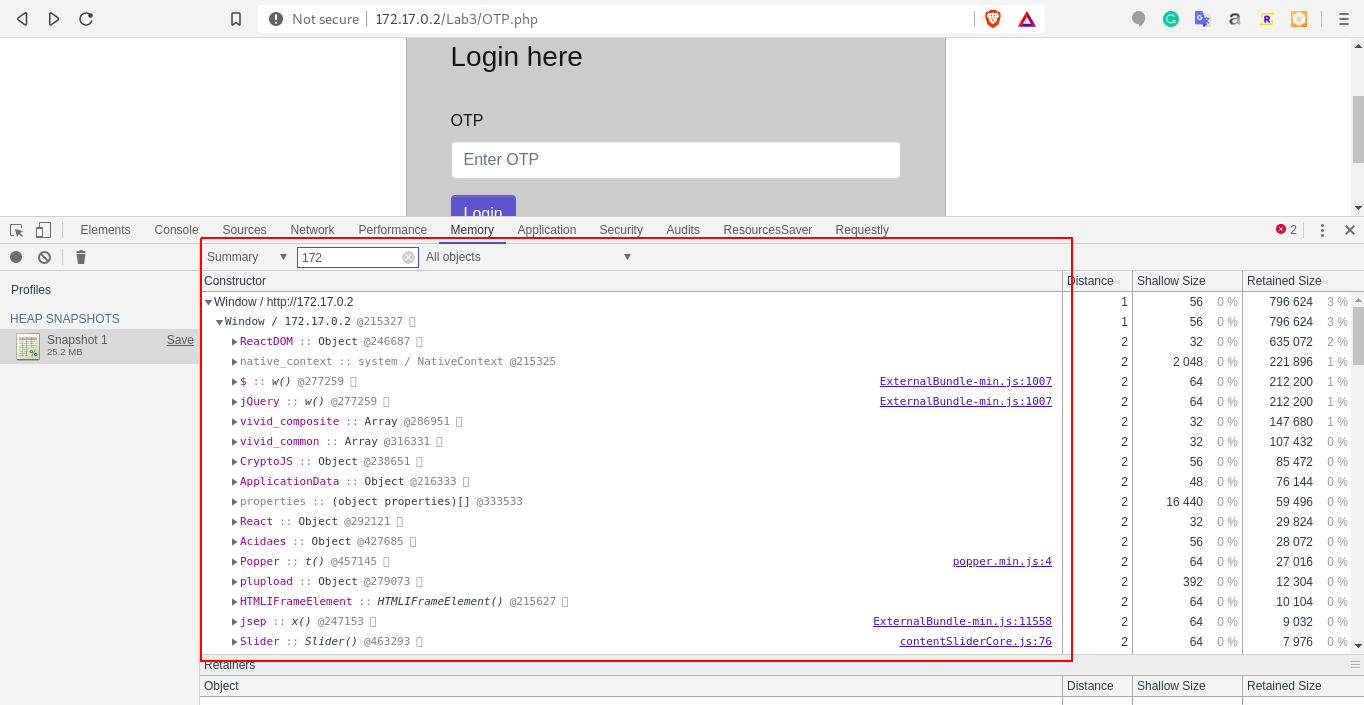 Not secure 172.17.0.2/Lab3/OTP.php
Login here
OTP
Enter OTP
Login
Elements Console Sources Network Performance Memory Application Security Audits ResourcesSaver Requestly 2
Summary 172 All objects
Profiles
HEAP SNAPSHOTS
Snapshot 1 Save
25.2 MB
Constructor Distance Shallow Size Retained Size
Window / http://172.17.0.2 1 56 0 % 796 624 3 %
Window / 172.17.0.2 @215327 1 56 0 % 796 624 3 %
ReactDOM :: Object @246687 2 32 0 % 635 072 2 %
native_context :: system / NativeContext @215325 2 2 048 0 % 221 896 1 %
$ :: w() @277259 ExternalBundle-min.js:1007 2 64 0 % 212 200 1 %
jQuery :: w() @277259 ExternalBundle-min.js:1007 2 64 0 % 212 200 1 %
vivid_composite :: Array @286951 2 32 0 % 147 680 1 %
vivid_common :: Array @316331 2 32 0 % 107 432 0 %
CryptoJS :: Object @238651 2 56 0 % 85 472 0 %
ApplicationData :: Object @216333 2 48 0 % 76 144 0 %
properties :: (object properties)[] @333533 2 16 440 0 % 59 496 0 %
React :: Object @292121 2 32 0 % 29 824 0 %
Acidaes :: Object @427685 2 56 0 % 28 072 0 %
Popper :: t() @457145 popper.min.js:4 2 64 0 % 27 016 0 %
plupload :: Object @279073 2 392 0 % 12 304 0 %
HTMLIFrameElement :: HTMLIFrameElement() @215627 2 64 0 % 10 104 0 %
jsep :: x() @247153 ExternalBundle-min.js:11558 2 64 0 % 9 032 0 %
Slider :: Slider() @463293 contentSliderCore.js:76 2 64 0 % 7 976 0 %
Retainers
Object Distance Shallow Size Retained Size